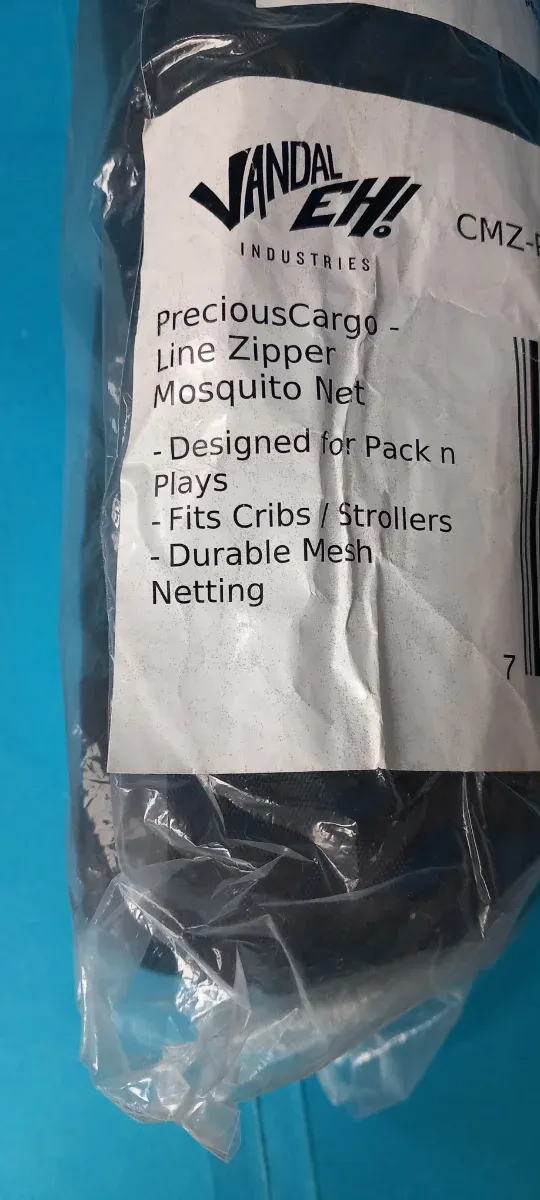 VANDAL
EH!
INDUSTRIES
CMZ-
PreciousCargo -
Line Zipper
Mosquito Net
- Designed for Pack n
Plays
- Fits Cribs / Strollers
- Durable Mesh
Netting
7